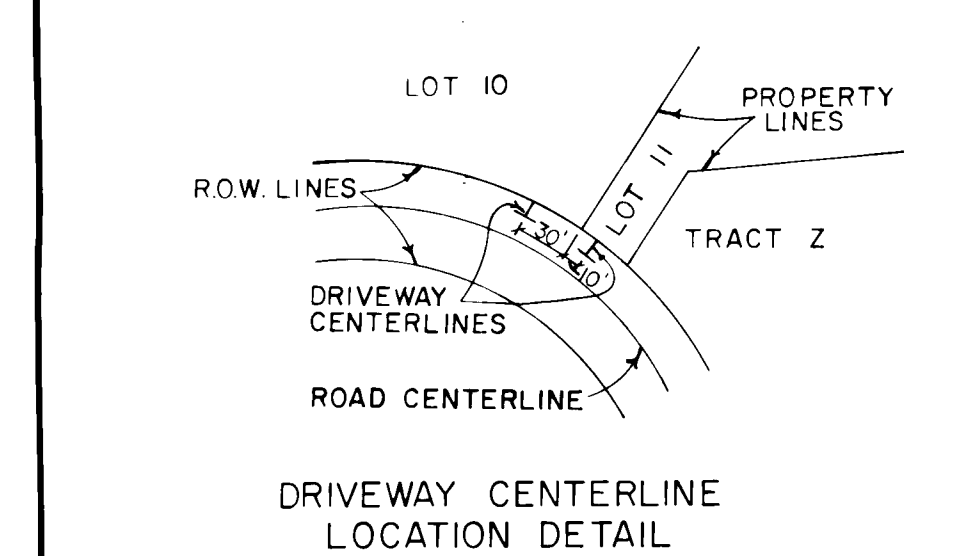 LOT 10
PROPERTY
LINES
R.O.W. LINES
LOT 11
30'
TRACT Z
10'
DRIVEWAY
CENTERLINES
ROAD CENTERLINE
DRIVEWAY CENTERLINE
LOCATION DETAIL